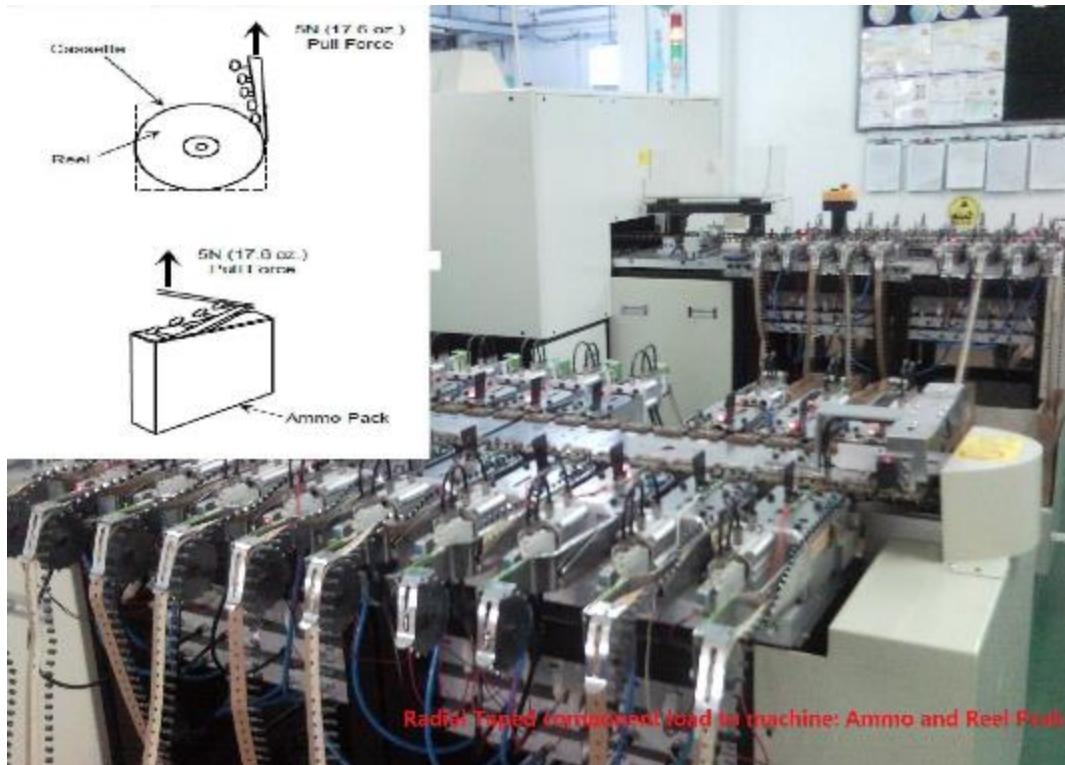 5N (17.6 oz.)
Pull Force
Cassette
Reel
5N (17.6 oz.)
Pull Force
Ammo Pack
Radial Taped component load to machine: Ammo and Reel